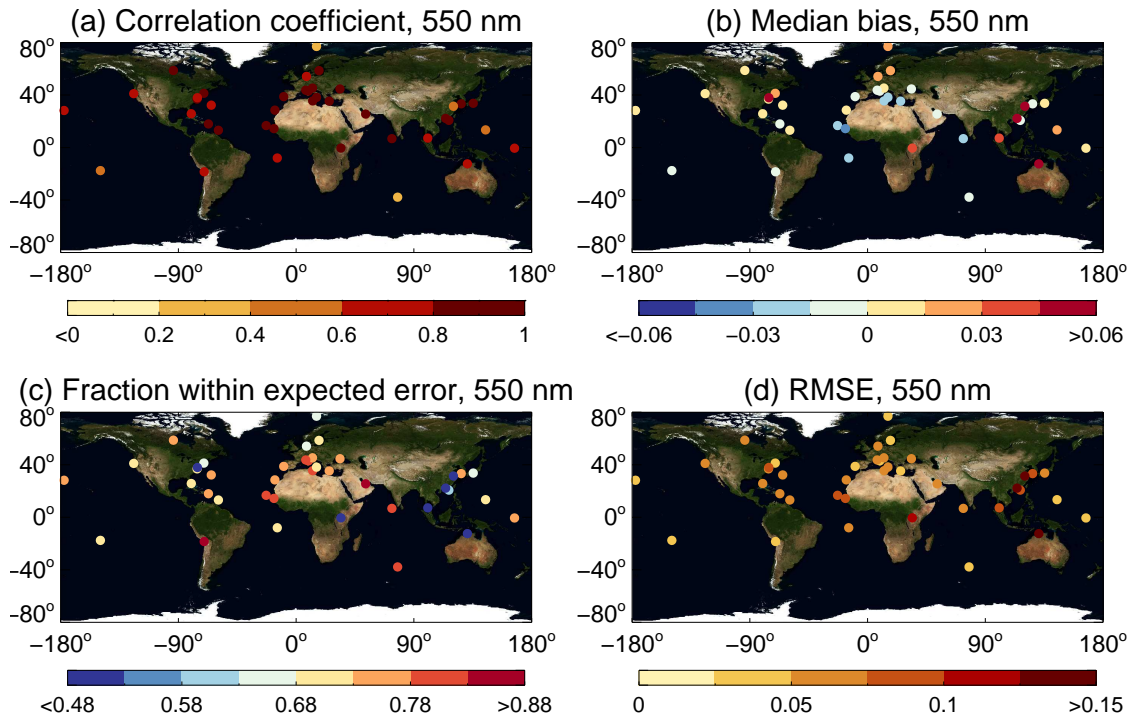 (a) Correlation coefficient, 550 nm
80°
40°
0°
−40°
−80°
−180° −90° 0° 90° 180°
<0 0.2 0.4 0.6 0.8 1
(b) Median bias, 550 nm
80°
40°
0°
−40°
−80°
−180° −90° 0° 90° 180°
<−0.06 −0.03 0 0.03 >0.06
(c) Fraction within expected error, 550 nm
80°
40°
0°
−40°
−80°
−180° −90° 0° 90° 180°
<0.48 0.58 0.68 0.78 >0.88
(d) RMSE, 550 nm
80°
40°
0°
−40°
−80°
−180° −90° 0° 90° 180°
0 0.05 0.1 >0.15